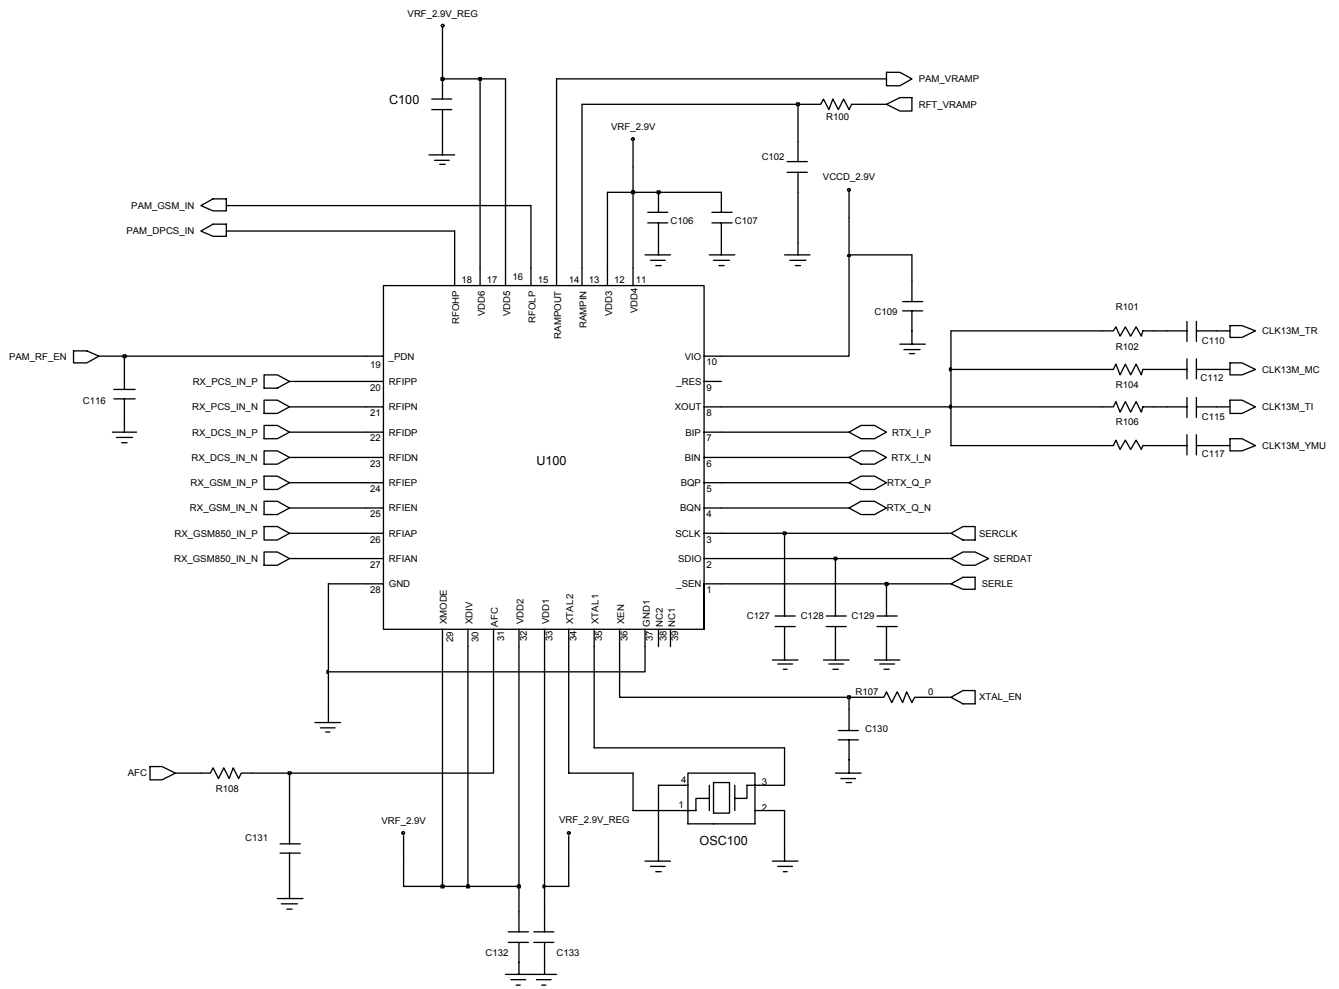 VRF_2.9V_REG
C100
PAM_VRAMP
RFT_VRAMP
R100
VRF_2.9V
C102
VCCD_2.9V
PAM_GSM_IN
PAM_DPCS_IN
C106
C107
18 17 16 15 14 13 12 11
RFOHP
VDD6
VDD5
RFOLP
RAMPOUT
RAMPIN
VDD3
VDD4
C109
R101
C110
CLK13M_TR
R102
C112
CLK13M_MC
R104
C115
CLK13M_TI
R106
C117
CLK13M_YMU
PAM_RF_EN
C116
19 _PDN
RX_PCS_IN_P
20 RFIPP
RX_PCS_IN_N
21 RFIPN
RX_DCS_IN_P
22 RFIDP
RX_DCS_IN_N
23 RFIDN
RX_GSM_IN_P
24 RFIEP
RX_GSM_IN_N
25 RFIEN
RX_GSM850_IN_P
26 RFIAP
RX_GSM850_IN_N
27 RFIAN
28 GND
U100
VIO 10
_RES 9
XOUT 8
BIP 7
RTX_I_P
BIN 6
RTX_I_N
BQP 5
RTX_Q_P
BQN 4
RTX_Q_N
SCLK 3
SERCLK
SDIO 2
SERDAT
_SEN 1
SERLE
C127
C128
C129
XMODE
XDIV
AFC
VDD2
VDD1
XTAL2
XTAL1
XEN
GND1
NC2
NC1
29 30 31 32 33 34 35 36 37 38 39
R107
0
XTAL_EN
C130
AFC
R108
C131
4
3
1
2
OSC100
VRF_2.9V
VRF_2.9V_REG
C132
C133